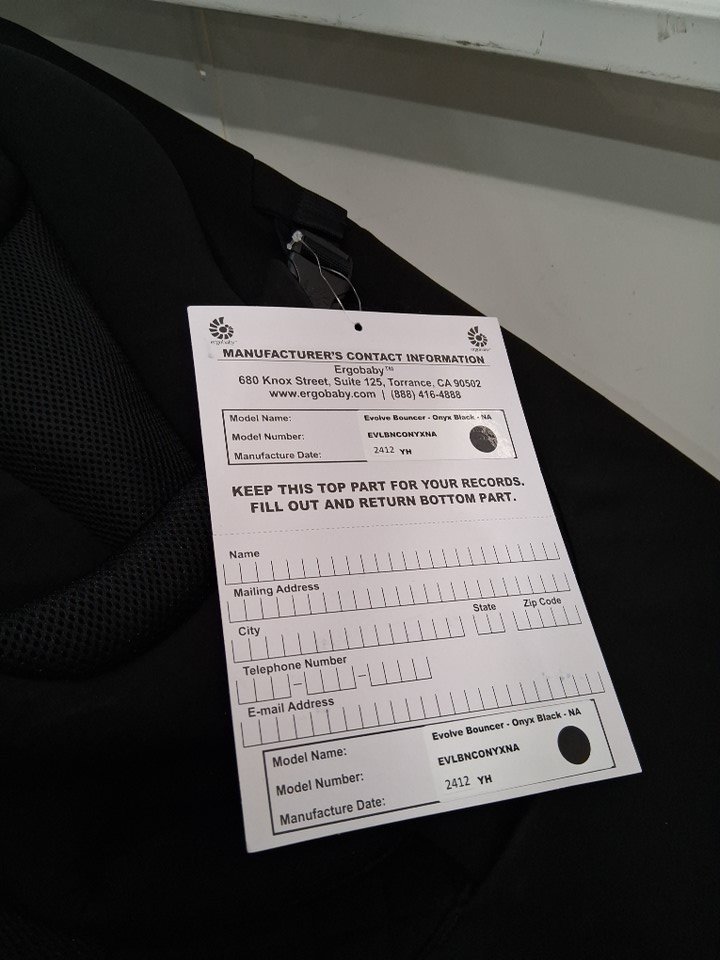 ergobaby
ergobaby
MANUFACTURER'S CONTACT INFORMATION
Ergobaby™
680 Knox Street, Suite 125, Torrance, CA 90502
www.ergobaby.com | (888) 416-4888
Model Name: Evolve Bouncer - Onyx Black - NA
Model Number: EVLBNCONYXNA
Manufacture Date: 2412 YH
KEEP THIS TOP PART FOR YOUR RECORDS.
FILL OUT AND RETURN BOTTOM PART.
Name
Mailing Address
City State Zip Code
Telephone Number
E-mail Address
Model Name: Evolve Bouncer - Onyx Black - NA
Model Number: EVLBNCONYXNA
Manufacture Date: 2412 YH